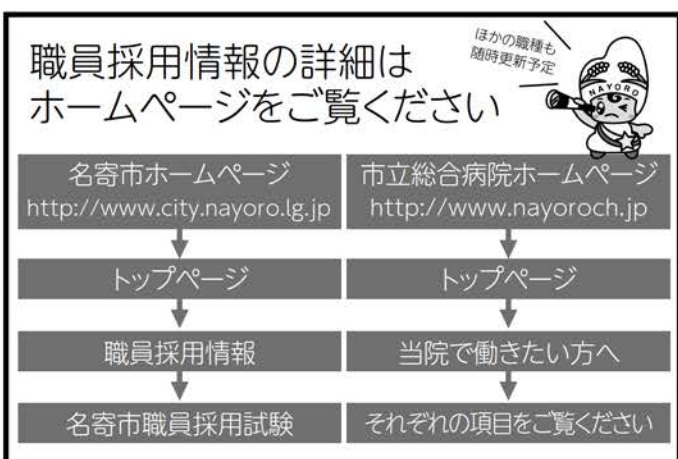 職員採用情報の詳細は
ホームページをご覧ください
ほかの職種も
随時更新予定
NAYORO
名寄市ホームページ
http://www.city.nayoro.lg.jp
トップページ
職員採用情報
名寄市職員採用試験
市立総合病院ホームページ
http://www.nayoroch.jp
トップページ
当院で働きたい方へ
それぞれの項目をご覧ください